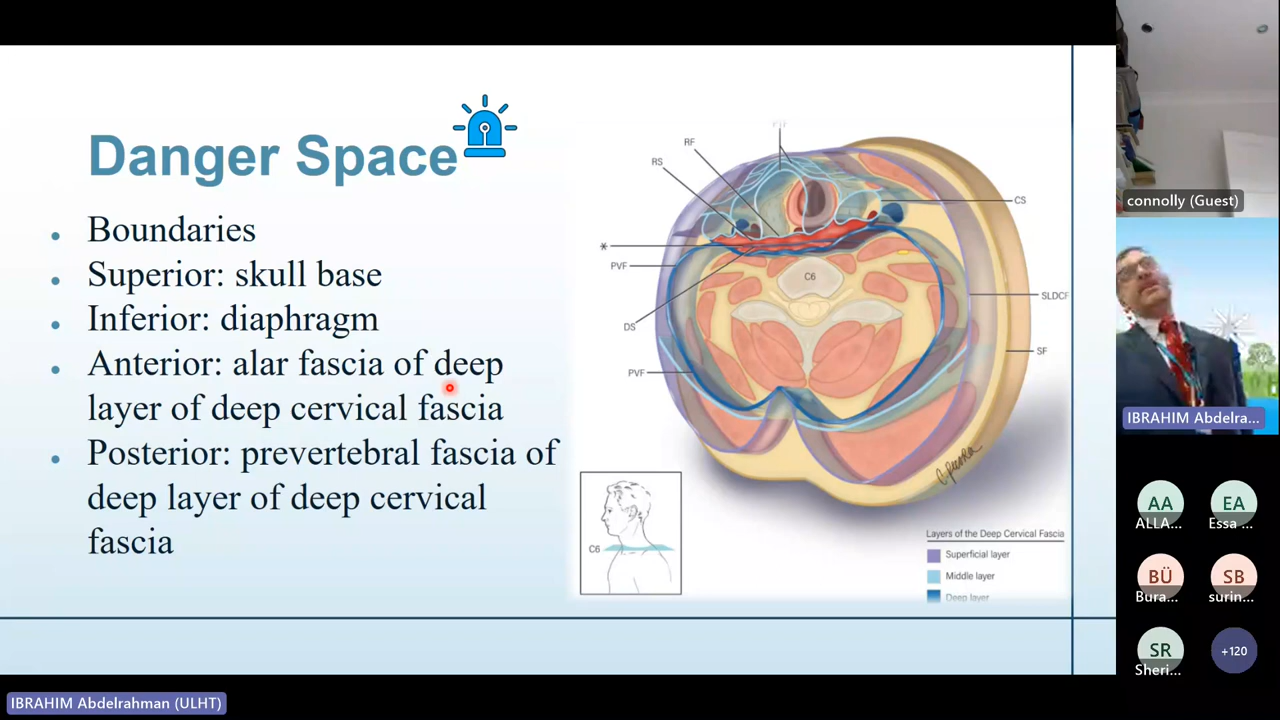 Danger Space
Boundaries
Superior: skull base
Inferior: diaphragm
Anterior: alar fascia of deep
layer of deep cervical fascia
Posterior: prevertebral fascia of
deep layer of deep cervical
fascia
RF
RS
CS
*
PVF
C6
SLDCF
DS
SF
PVF
C6
Layers of the Deep Cervical Fascia
Superficial layer
Middle layer
Deep layer
connolly (Guest)
IBRAHIM Abdelra...
AA
EA
ALLA...
Essa ...
BÜ
SB
Bura...
surin...
SR
+120
Sheri...
IBRAHIM Abdelrahman (ULHT)